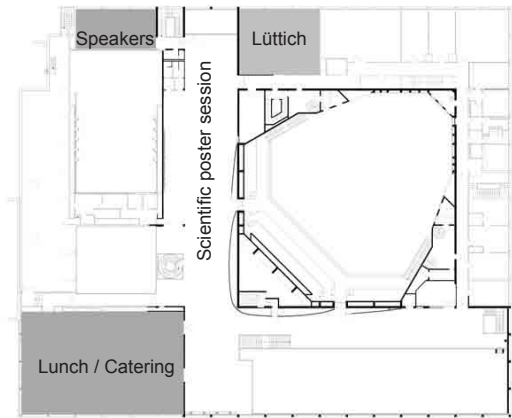 Speakers
Lüttich
Scientific poster session
Lunch / Catering